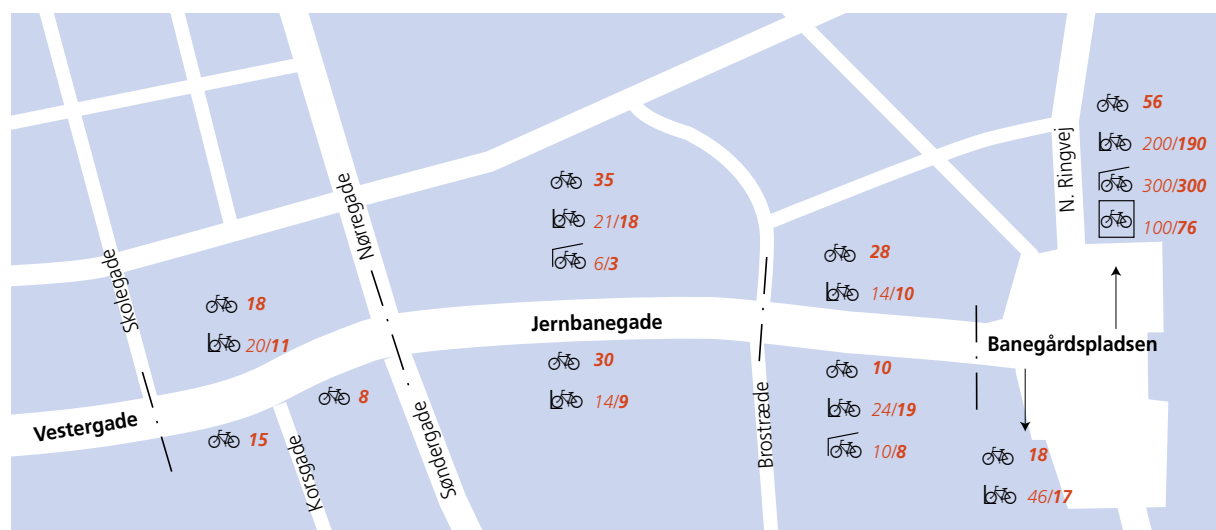 56
200/190
300/300
100/76
N. Ringvej
35
21/18
6/3
Nørregade
Skolegade
28
14/10
18
20/11
Jernbanegade
Banegårdspladsen
30
14/9
10
24/19
10/8
8
Vestergade
15
Korsgade
Søndergade
Brostræde
18
46/17